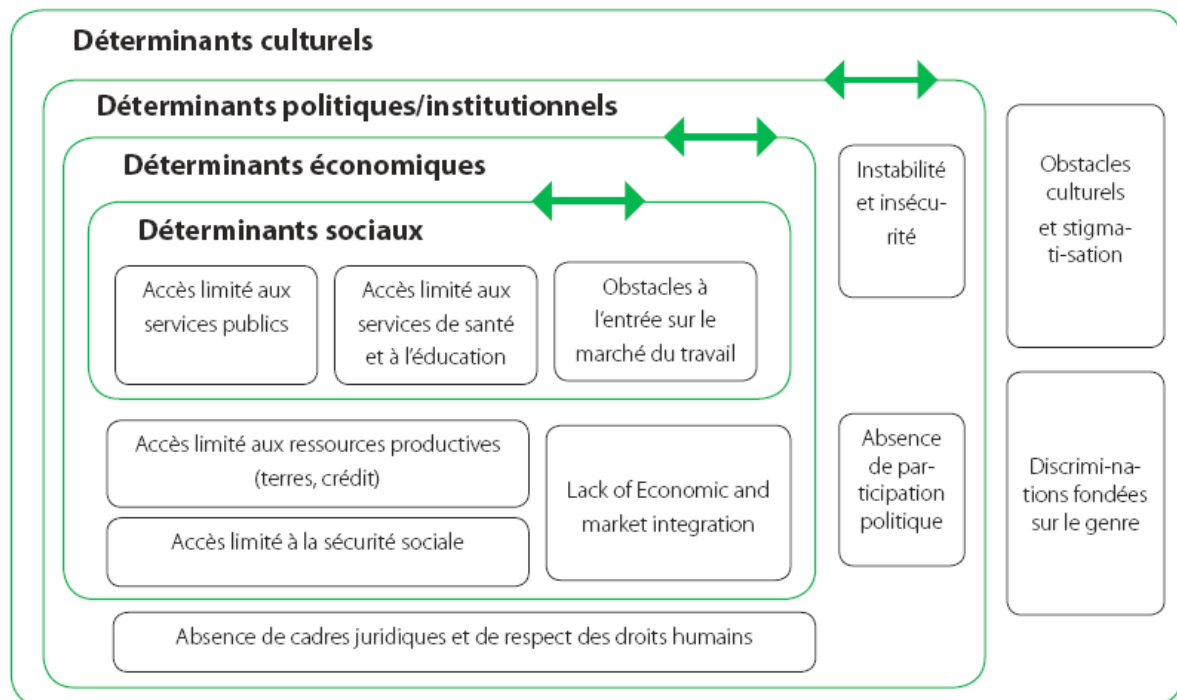 Déterminants culturels
Déterminants politiques/institutionnels
Déterminants économiques
Déterminants sociaux
Accès limité aux
services publics
Accès limité aux
services de santé
et à l'éducation
Obstacles à
l'entrée sur le
marché du travail
Accès limité aux ressources productives
(terres, crédit)
Accès limité à la sécurité sociale
Lack of Economic and
market integration
Absence de cadres juridiques et de respect des droits humains
Instabilité
et insécu-
rité
Absence
de par-
ticipation
politique
Obstacles
culturels
et stigma-
ti-sation
Discrimi-na-
tions fondées
sur le genre